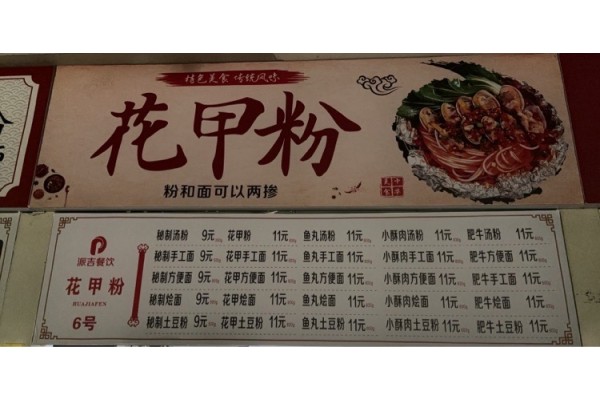 特色美食 传统风味
花甲粉
粉和面可以两掺
中华美食
派吉餐饮
花甲粉
HUAJIAFEN
6号
秘制汤粉 9元 花甲粉 11元 鱼丸汤粉 11元 小酥肉汤粉 11元 肥牛汤粉 11元
秘制手工面 9元 花甲手工面 11元 鱼丸手工面 11元 小酥肉手工面 11元 肥牛方便面 11元
秘制方便面 9元 花甲方便面 11元 鱼丸方便面 11元 小酥肉方便面 11元 肥牛手工面 11元
秘制烩面 9元 花甲烩面 11元 鱼丸烩面 11元 小酥肉烩面 11元 肥牛烩面 11元
秘制土豆粉 9元 花甲土豆粉 11元 鱼丸土豆粉 11元 小酥肉土豆粉 11元 肥牛土豆粉 11元